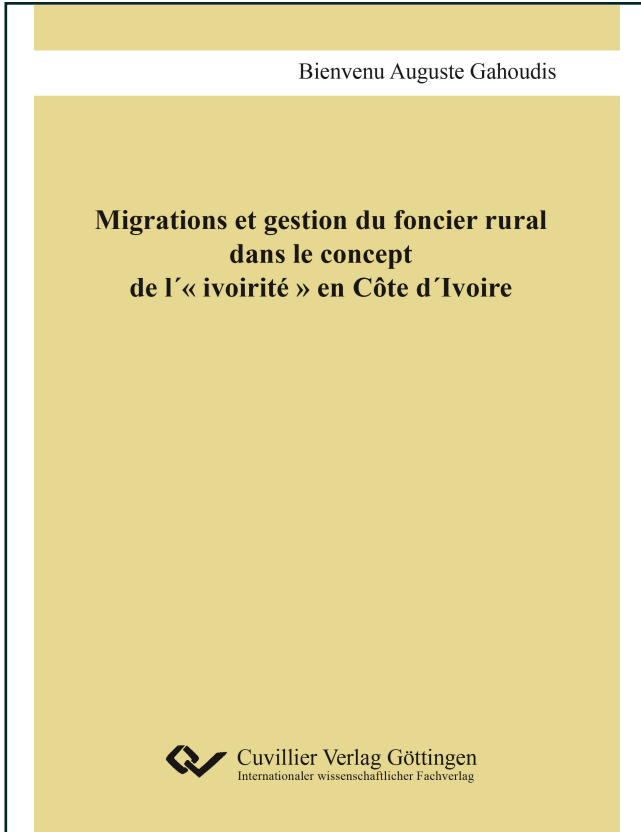 Bienvenu Auguste Gahoudis
Migrations et gestion du foncier rural
dans le concept
de l´« ivoirité » en Côte d´Ivoire
Cuvillier Verlag Göttingen
Internationaler wissenschaftlicher Fachverlag